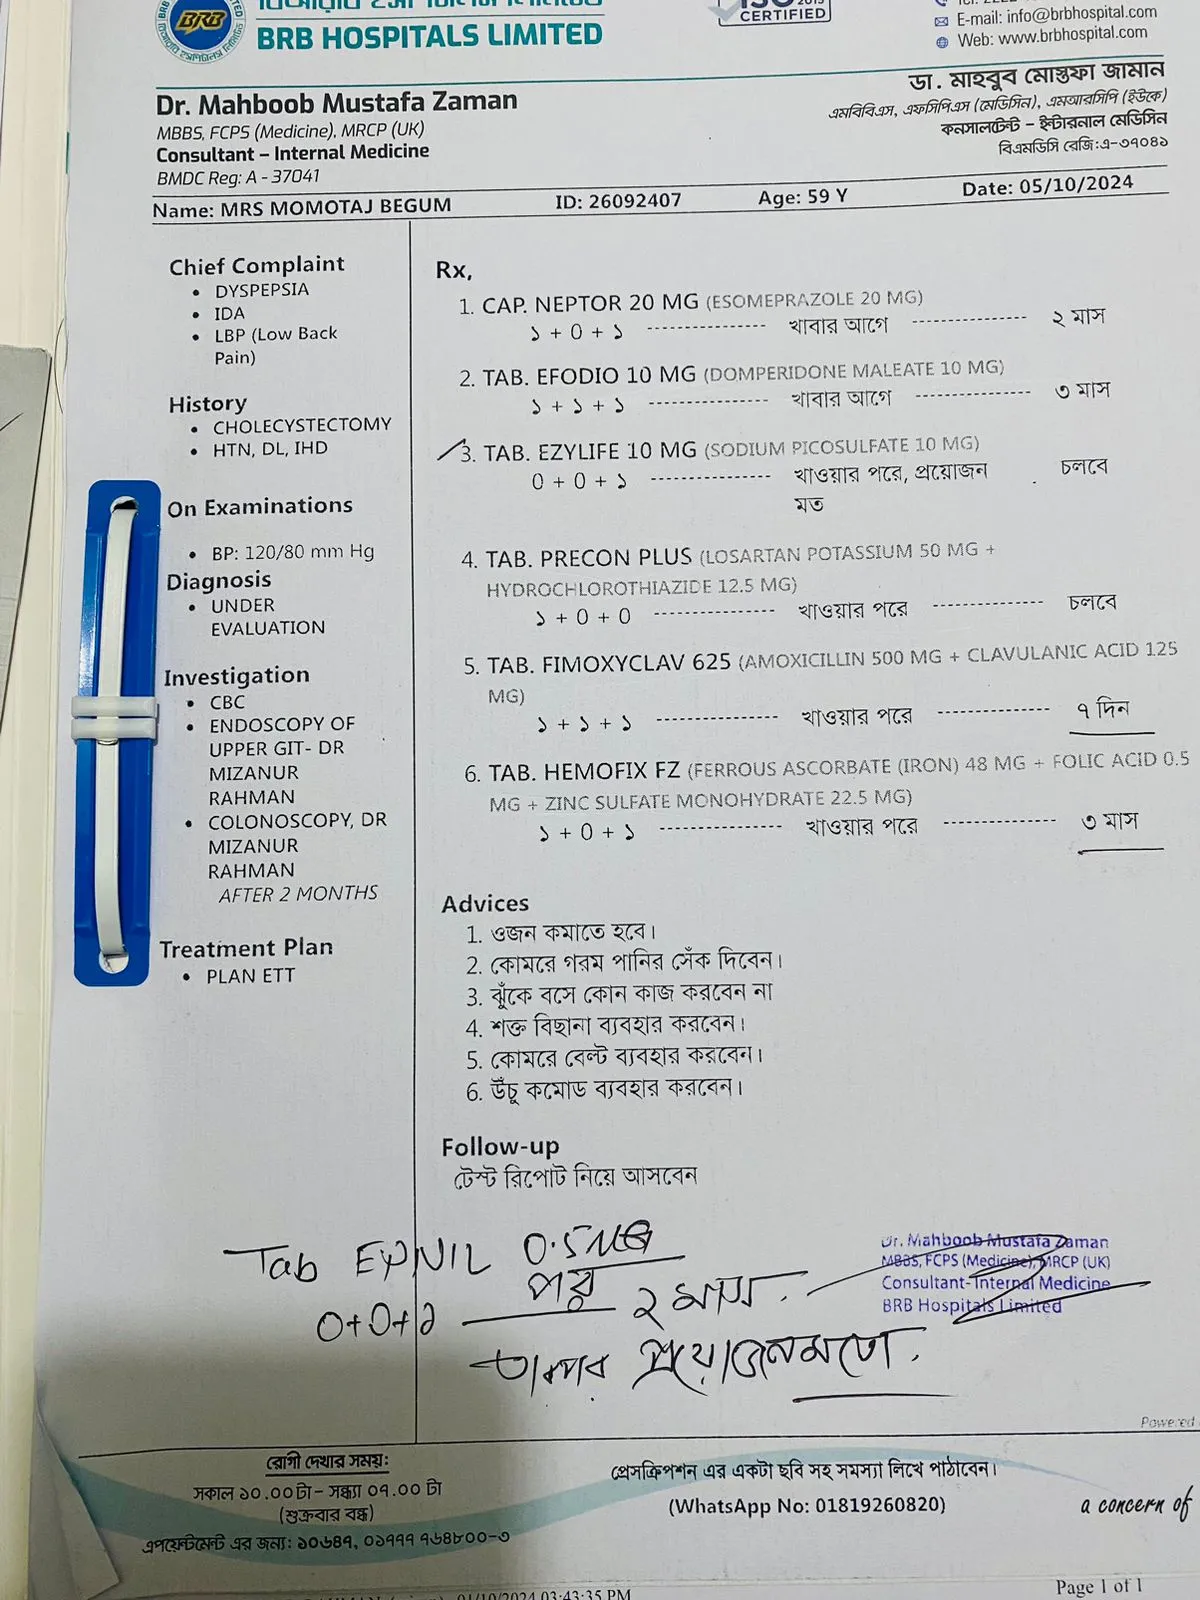 BRB HOSPITALS LIMITED
CERTIFIED
E-mail: info@brbhospital.com
Web: www.brbhospital.com
Dr. Mahboob Mustafa Zaman
MBBS, FCPS (Medicine), MRCP (UK)
Consultant – Internal Medicine
BMDC Reg: A - 37041
ডা. মাহবুব মোস্তফা জামান
এমবিবিএস, এফসিপিএস (মেডিসিন), এমআরসিপি (ইউকে)
কনসালটেন্ট – ইন্টারনাল মেডিসিন
বিএমডিসি রেজি:এ-৩৭০৪১
Name: MRS MOMOTAJ BEGUM ID: 26092407 Age: 59 Y Date: 05/10/2024
Chief Complaint
• DYSPEPSIA
• IDA
• LBP (Low Back
Pain)
History
• CHOLECYSTECTOMY
• HTN, DL, IHD
On Examinations
• BP: 120/80 mm Hg
Diagnosis
• UNDER
EVALUATION
Investigation
• CBC
• ENDOSCOPY OF
UPPER GIT- DR
MIZANUR
RAHMAN
• COLONOSCOPY, DR
MIZANUR
RAHMAN
AFTER 2 MONTHS
Treatment Plan
• PLAN ETT
Rx,
1. CAP. NEPTOR 20 MG (ESOMEPRAZOLE 20 MG)
১ + 0 + ১ ---------------- খাবার আগে ---------------- ২ মাস
2. TAB. EFODIO 10 MG (DOMPERIDONE MALEATE 10 MG)
১ + ১ + ১ ---------------- খাবার আগে ---------------- ৩ মাস
3. TAB. EZYLIFE 10 MG (SODIUM PICOSULFATE 10 MG)
0 + 0 + ১ ---------------- খাওয়ার পরে, প্রয়োজন চলবে
মত
4. TAB. PRECON PLUS (LOSARTAN POTASSIUM 50 MG +
HYDROCHLOROTHIAZIDE 12.5 MG)
১ + 0 + 0 ---------------- খাওয়ার পরে ---------------- চলবে
5. TAB. FIMOXYCLAV 625 (AMOXICILLIN 500 MG + CLAVULANIC ACID 125
MG)
১ + ১ + ১ ---------------- খাওয়ার পরে ---------------- ৭ দিন
6. TAB. HEMOFIX FZ (FERROUS ASCORBATE (IRON) 48 MG + FOLIC ACID 0.5
MG + ZINC SULFATE MONOHYDRATE 22.5 MG)
১ + 0 + ১ ---------------- খাওয়ার পরে ---------------- ৩ মাস
Advices
1. ওজন কমাতে হবে।
2. কোমরে গরম পানির সেঁক দিবেন।
3. ঝুঁকে বসে কোন কাজ করবেন না
4. শক্ত বিছানা ব্যবহার করবেন।
5. কোমরে বেল্ট ব্যবহার করবেন।
6. উঁচু কমোড ব্যবহার করবেন।
Follow-up
টেস্ট রিপোর্ট নিয়ে আসবেন
Tab 0.5 MG
0+0+১ পরে ২ মাস.
তারপর প্রয়োজনমতো.
Dr. Mahboob Mustafa Zaman
MBBS, FCPS (Medicine), MRCP (UK)
Consultant-Internal Medicine
BRB Hospitals Limited
Powered
রোগী দেখার সময়:
সকাল ১০.00টা – সন্ধ্যা 0৭.00 টা
(শুক্রবার বন্ধ)
এপয়েন্টমেন্ট এর জন্য: ১০৬৪৭, ০১৭৭৭ ৭৬৪৮০০-৩
প্রেসক্রিপশন এর একটা ছবি সহ সমস্যা লিখে পাঠাবেন।
(WhatsApp No: 01819260820)
a concern of
Page 1 of 1
01/10/2024 03:43:35 PM